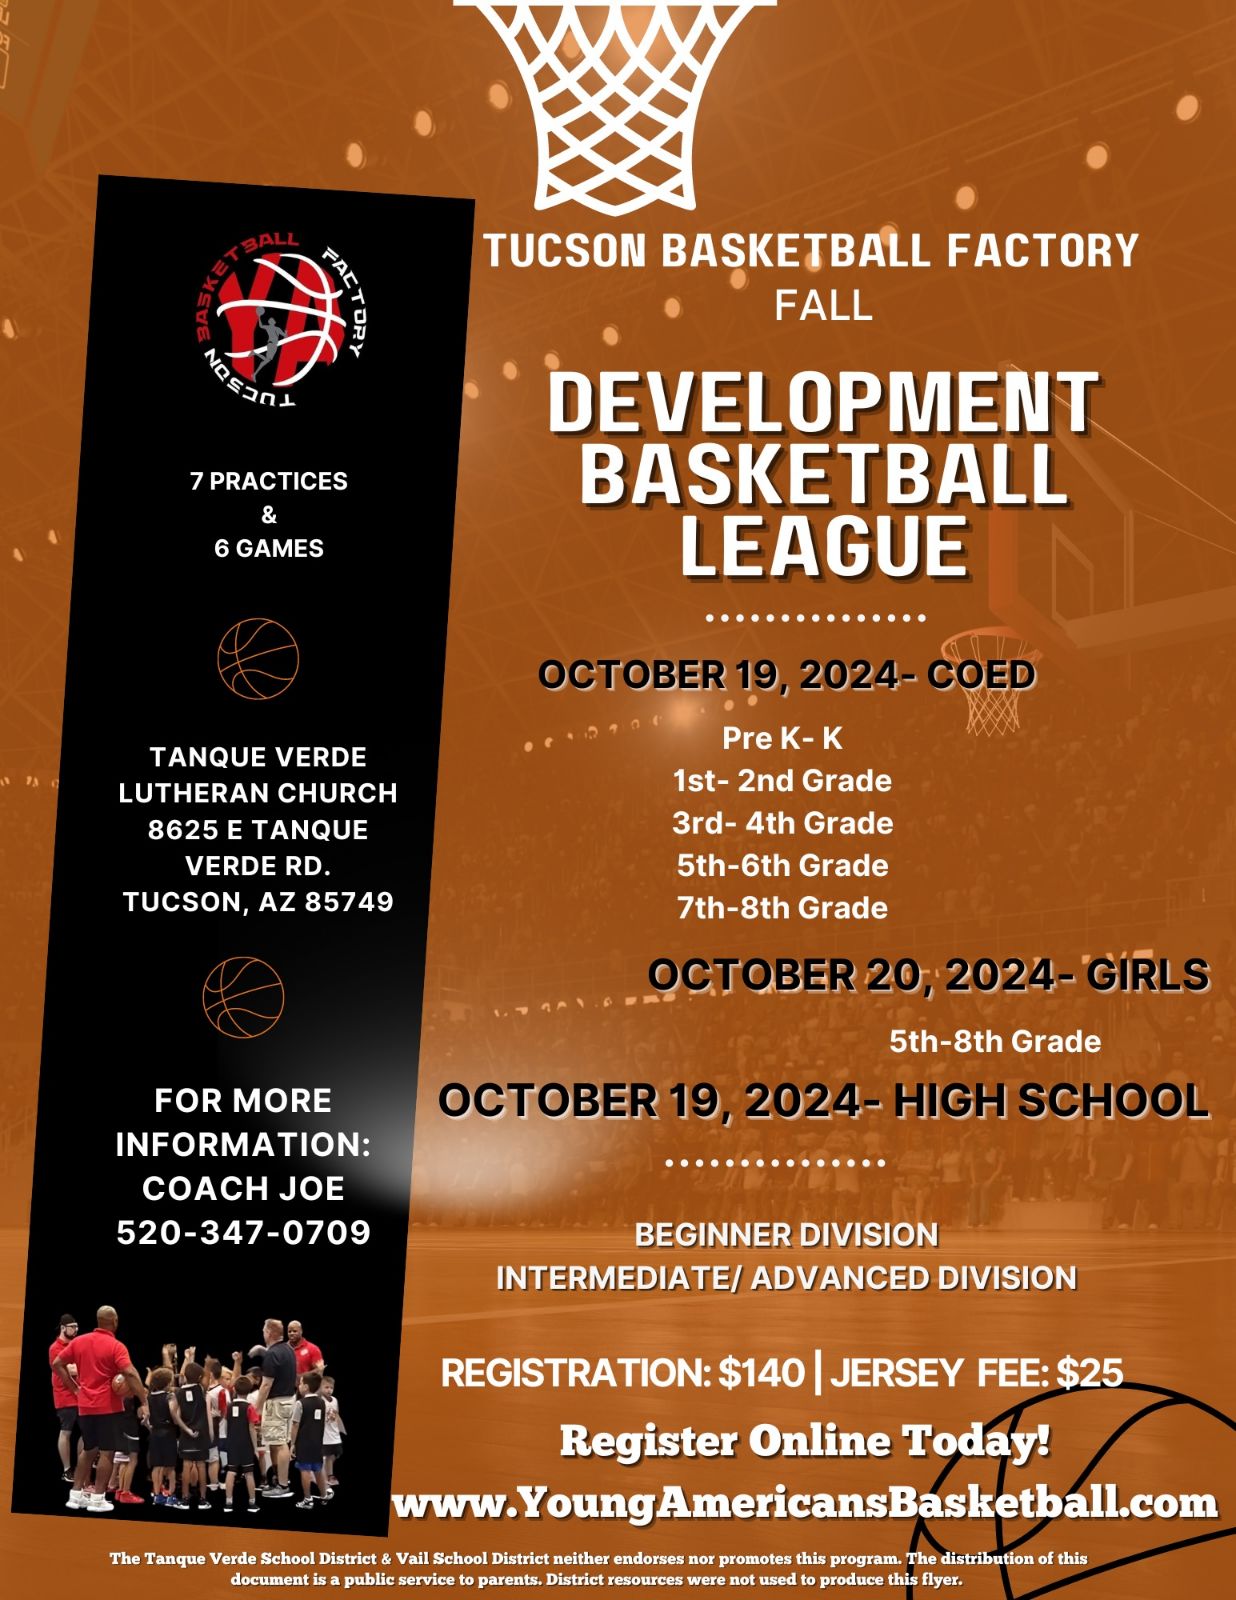 TUCSON BASKETBALL FACTORY
FALL
DEVELOPMENT
BASKETBALL
LEAGUE
BASKETBALL
FACTORY
TUCSON
YA
7 PRACTICES
&
6 GAMES
TANQUE VERDE
LUTHERAN CHURCH
8625 E TANQUE
VERDE RD.
TUCSON, AZ 85749
FOR MORE
INFORMATION:
COACH JOE
520-347-0709
OCTOBER 19, 2024- COED
Pre K- K
1st- 2nd Grade
3rd- 4th Grade
5th-6th Grade
7th-8th Grade
OCTOBER 20, 2024- GIRLS
5th-8th Grade
OCTOBER 19, 2024- HIGH SCHOOL
BEGINNER DIVISION
INTERMEDIATE/ ADVANCED DIVISION
REGISTRATION: $140 | JERSEY FEE: $25
Register Online Today!
www.YoungAmericansBasketball.com
The Tanque Verde School District & Vail School District neither endorses nor promotes this program. The distribution of this
document is a public service to parents. District resources were not used to produce this flyer.